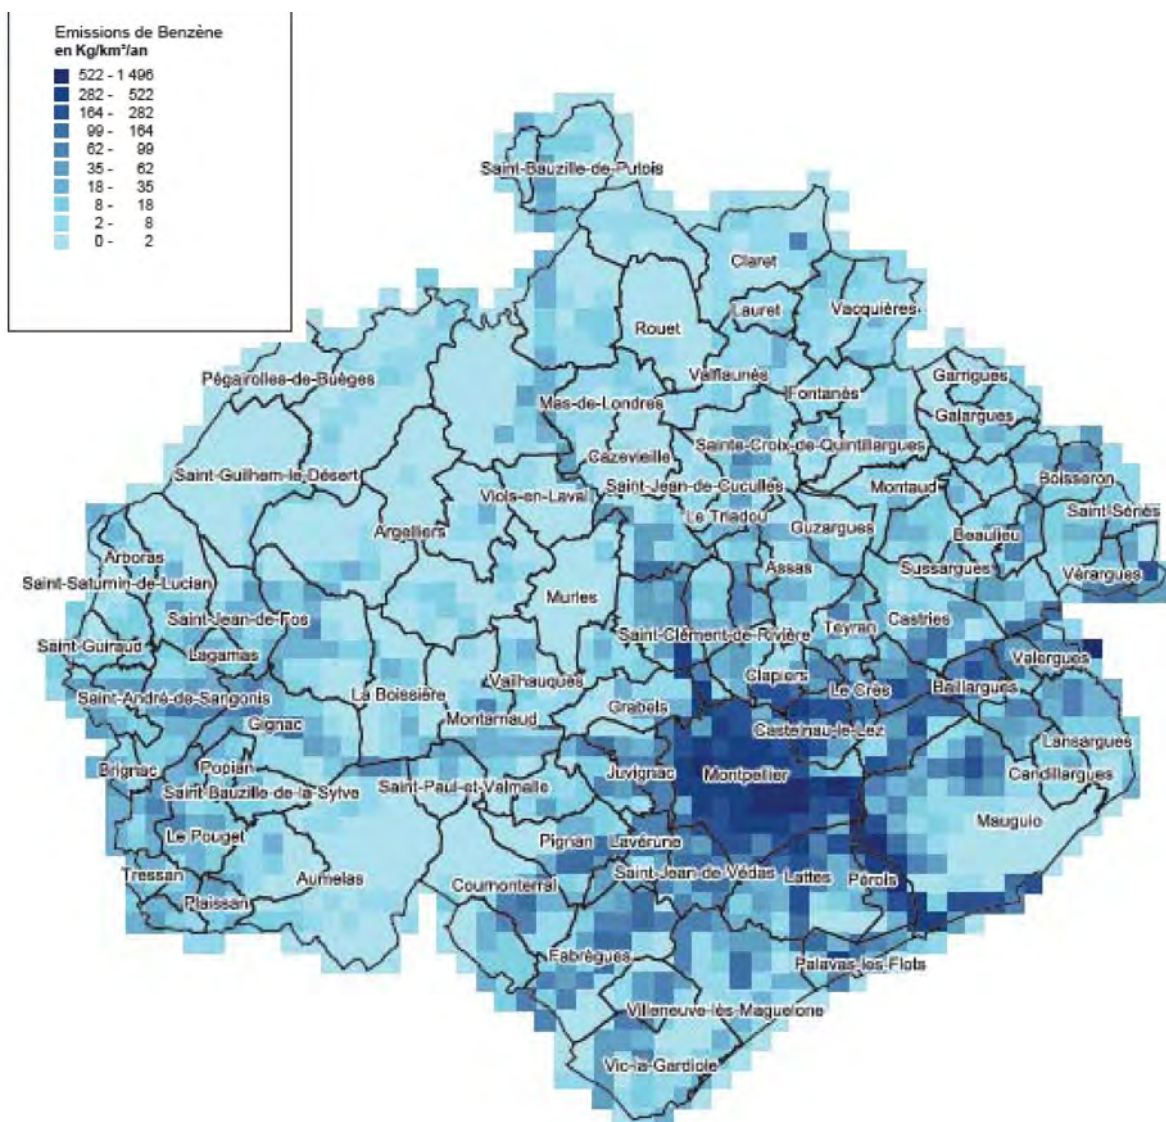 Emissions de Benzène
en Kg/km²/an
522 - 1 496
282 - 522
164 - 282
99 - 164
62 - 99
35 - 62
18 - 35
8 - 18
2 - 8
0 - 2
Saint-Bauzille-de-Putois
Claret
Lauret
Vacquières
Rouet
Pégairolles-de-Buèges
Valflaunès
Garrigues
Fontanès
Mas-de-Londres
Galargues
Sainte-Croix-de-Quintillargues
Cazevieille
Saint-Guilhem-le-Désert
Boisseron
Saint-Jean-de-Cuculles
Montaud
Viols-en-Laval
Saint-Sériès
Le Triadou
Guzargues
Argelliers
Beaulieu
Arboras
Assas
Sussargues
Vérargues
Saint-Saturnin-de-Lucian
Murles
Saint-Jean-de-Fos
Castries
Teyran
Saint-Clément-de-Rivière
Saint-Guiraud
Lagamas
Valergues
Clapiers
Vailhauquès
Le Crès
Baillargues
Saint-André-de-Sangonis
La Boissière
Grabels
Montarnaud
Gignac
Castelnau-le-Lez
Lansargues
Brignac
Popian
Juvignac
Montpellier
Candillargues
Saint-Paul-et-Valmalle
Saint-Bauzille-de-la-Sylve
Mauguio
Le Pouget
Pignan
Lavérune
Tressan
Saint-Jean-de-Védas
Lattes
Aumelas
Pérols
Cournonterral
Plaissan
Fabrègues
Palavas-les-Flots
Villeneuve-lès-Maguelone
Vic-la-Gardiole